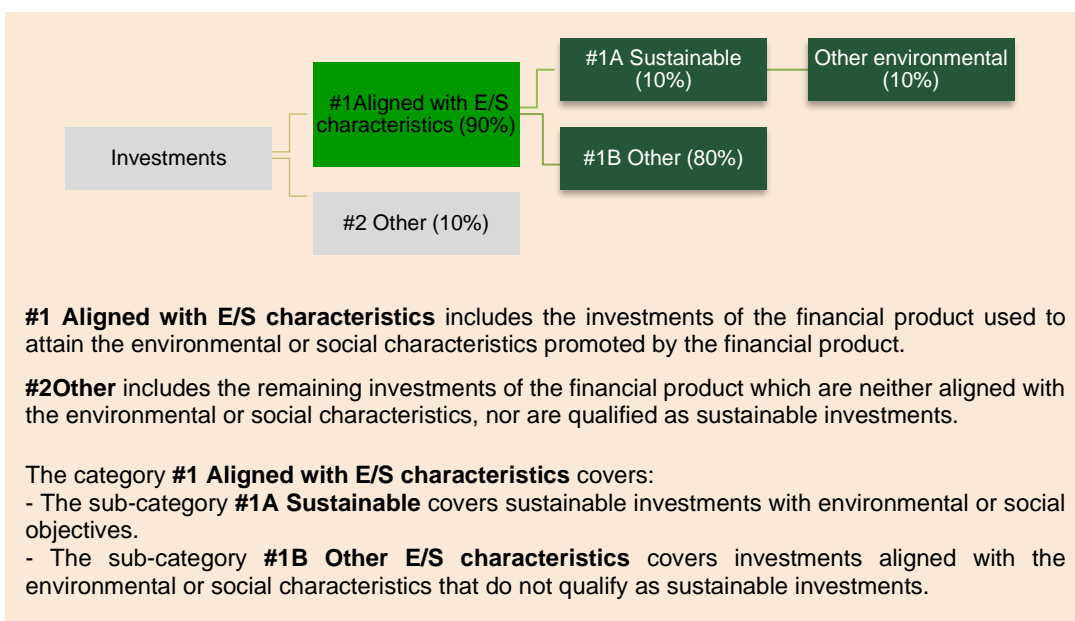 #1A Sustainable
(10%)
Other environmental
(10%)
#1Aligned with E/S
characteristics (90%)
Investments
#1B Other (80%)
#2 Other (10%)
#1 Aligned with E/S characteristics includes the investments of the financial product used to
attain the environmental or social characteristics promoted by the financial product.
#2Other includes the remaining investments of the financial product which are neither aligned with
the environmental or social characteristics, nor are qualified as sustainable investments.
The category #1 Aligned with E/S characteristics covers:
- The sub-category #1A Sustainable covers sustainable investments with environmental or social
objectives.
- The sub-category #1B Other E/S characteristics covers investments aligned with the
environmental or social characteristics that do not qualify as sustainable investments.